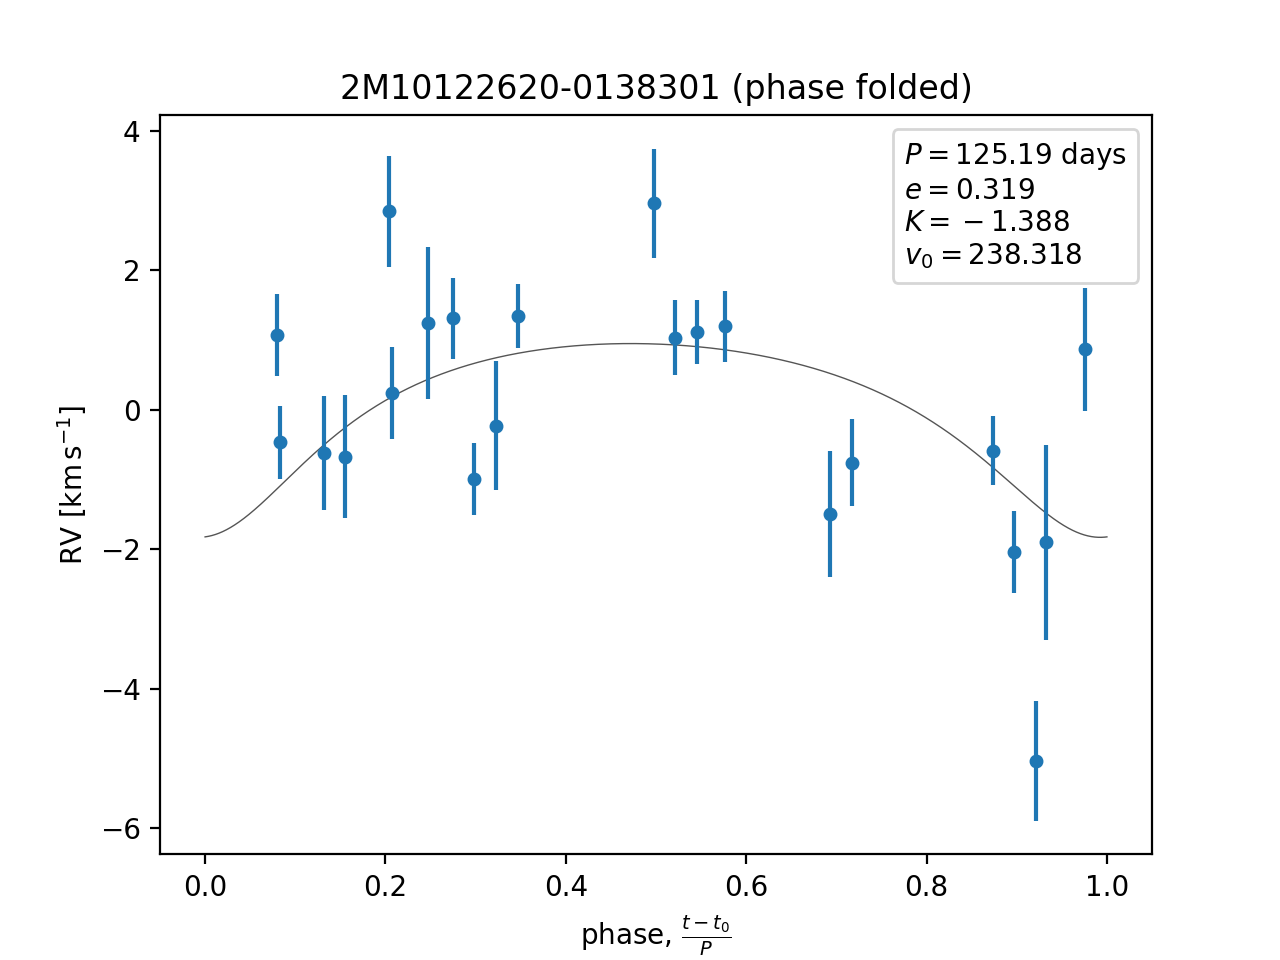 2M10122620-0138301 (phase folded)
P = 125.19 days
e = 0.319
K = −1.388
v₀ = 238.318
4
2
0
−2
−4
−6
RV [km s⁻¹]
0.0 0.2 0.4 0.6 0.8 1.0
phase, (t − t₀)/P